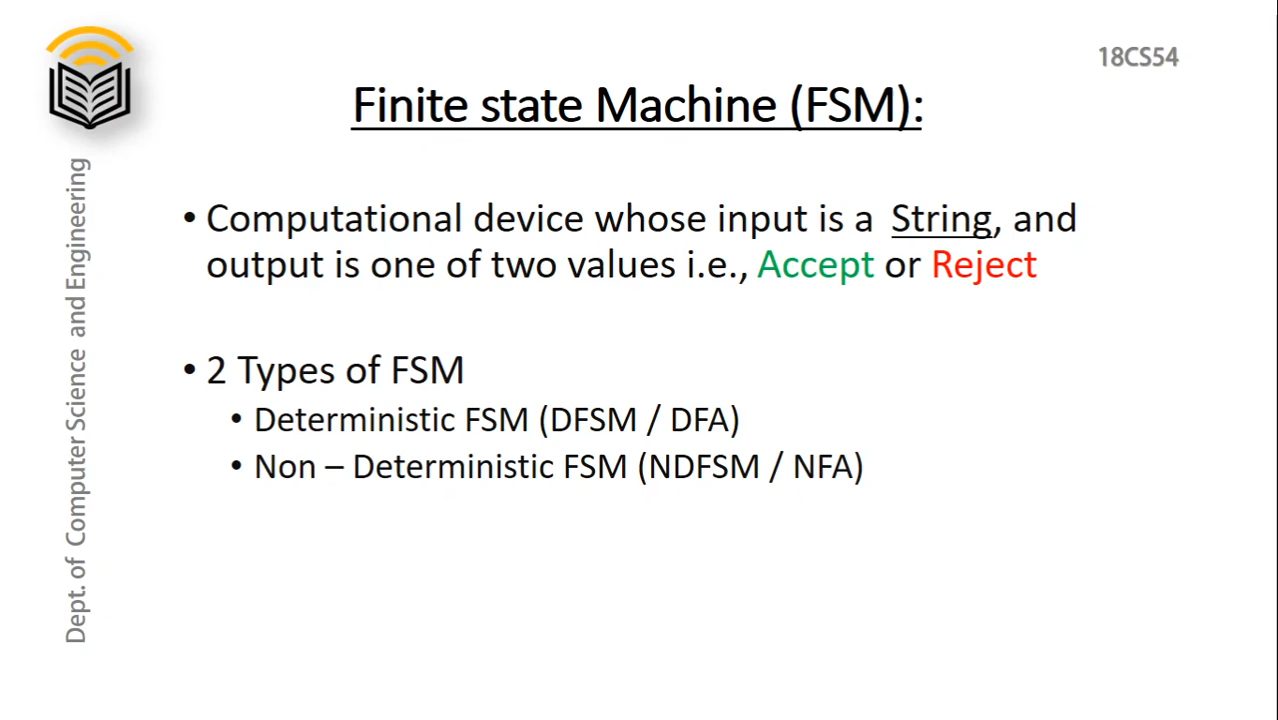 18CS54
Finite state Machine (FSM):
• Computational device whose input is a String, and
output is one of two values i.e., Accept or Reject
• 2 Types of FSM
• Deterministic FSM (DFSM / DFA)
• Non – Deterministic FSM (NDFSM / NFA)
Dept. of Computer Science and Engineering